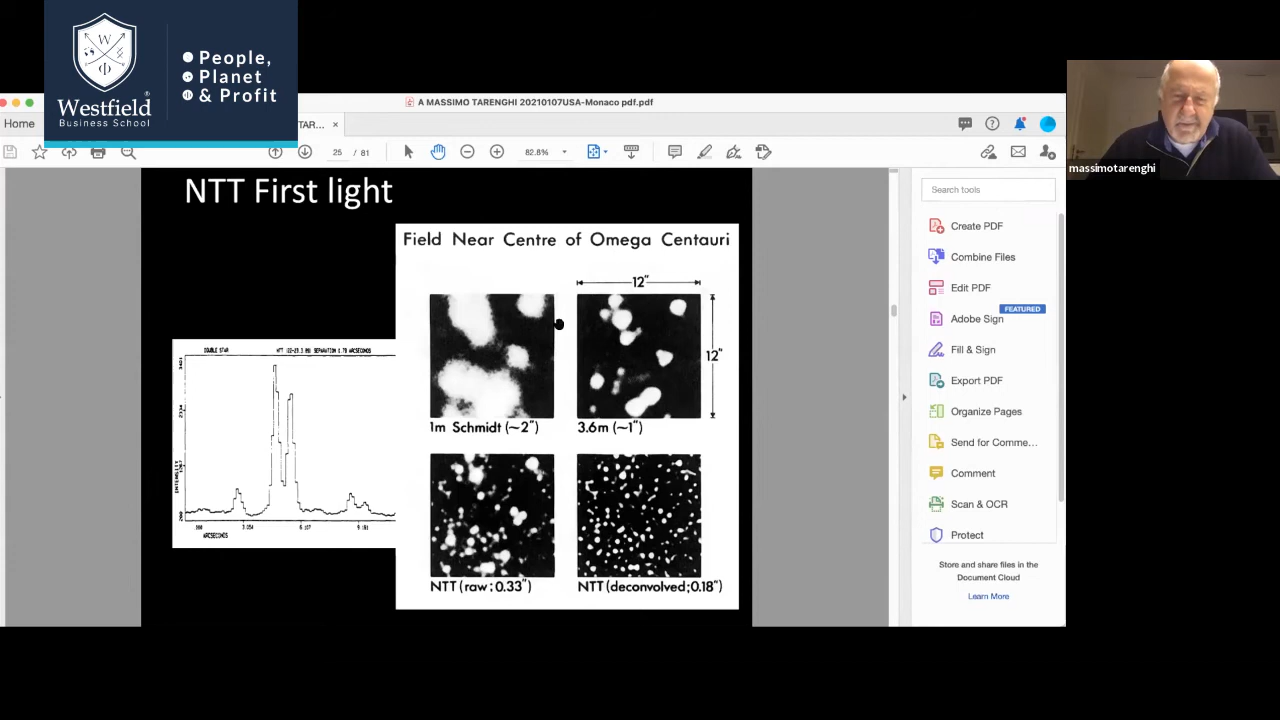 W
Φ
Westfield®
Business School
People,
Planet
& Profit
A MASSIMO TARENGHI 20210107USA-Monaco pdf.pdf
Home
TAR... ×
25 / 81
82.8%
massimotarenghi
NTT First light
Field Near Centre of Omega Centauri
12"
12"
1m Schmidt (~2")
3.6m (~1")
NTT (raw: 0.33")
NTT (deconvolved; 0.18")
DOUBLE STAR
ARCSECONDS
Search tools
Create PDF
Combine Files
Edit PDF
FEATURED
Adobe Sign
Fill & Sign
Export PDF
Organize Pages
Send for Comme...
Comment
Scan & OCR
Protect
Store and share files in the
Document Cloud
Learn More